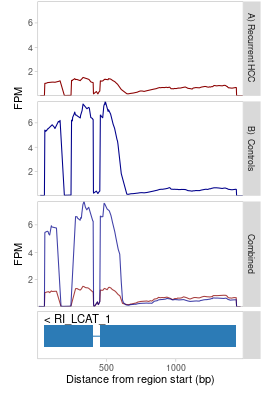 FPM
6
4
2
A) Recurrent HCC
FPM
6
4
2
B) Controls
FPM
6
4
2
Combined
< RI_LCAT_1
500
1000
Distance from region start (bp)